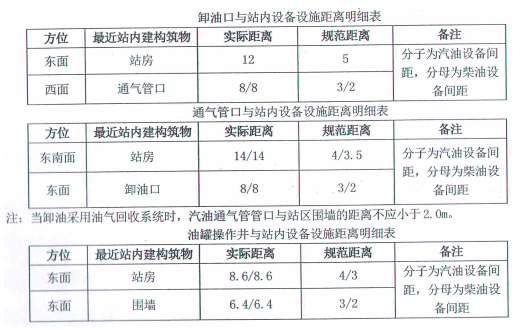 卸油口与站内设备设施距离明细表
方位 最近站内建构筑物 实际距离 规范距离 备注
东面 站房 12 5 分子为汽油设备间距，分母为柴油设备间距
西面 通气管口 8/8 3/2
通气管口与站内设备设施距离明细表
方位 最近站内建构筑物 实际距离 规范距离 备注
东南面 站房 14/14 4/3.5 分子为汽油设备间距，分母为柴油设备间距
东面 卸油口 8/8 3/2
注：当卸油采用油气回收系统时，汽油通气管管口与站区围墙的距离不应小于2.0m。
油罐操作井与站内设备设施距离明细表
方位 最近站内建构筑物 实际距离 规范距离 备注
东面 站房 8.6/8.6 4/3 分子为汽油设备间距，分母为柴油设备间距
东面 围墙 6.4/6.4 3/2